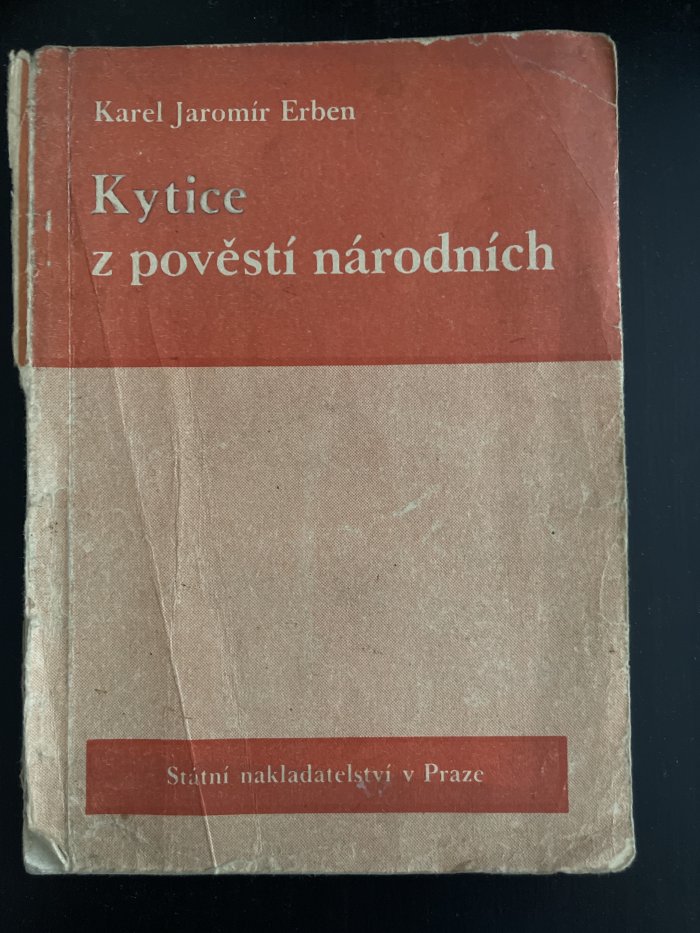 Karel Jaromír Erben
Kytice
z pověstí národních
Státní nakladatelství v Praze